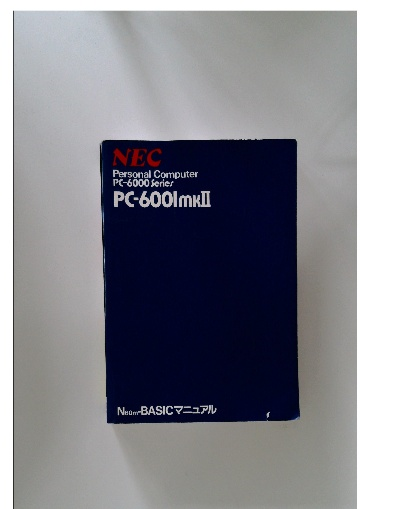 NEC
Personal Computer
PC-6000 Series
PC-6001mkII
N60m-BASICマニュアル